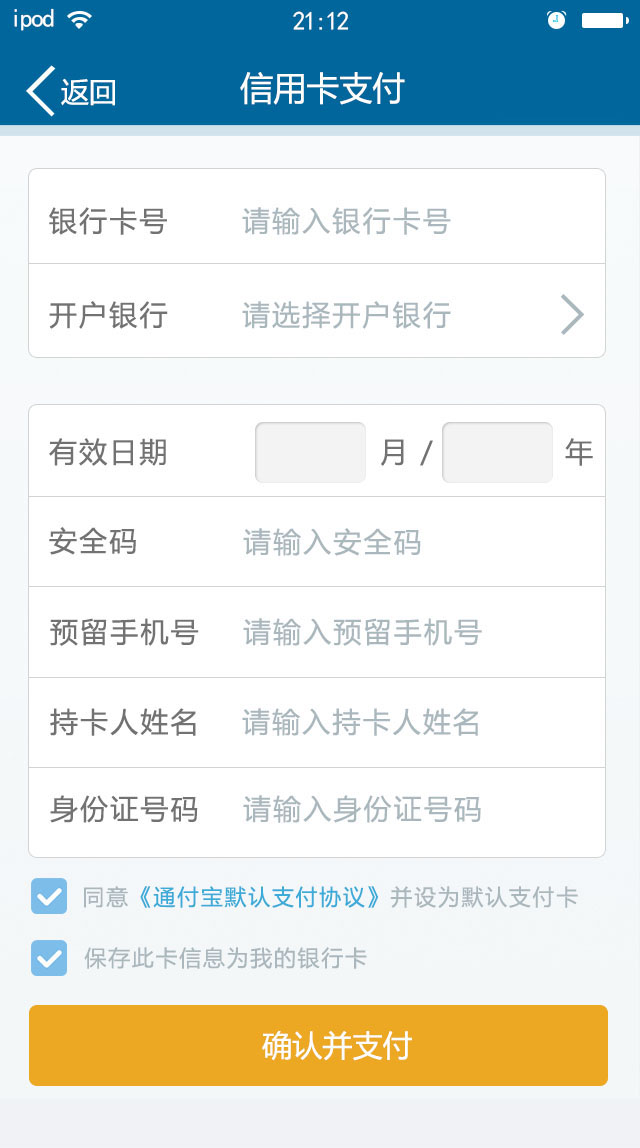 ipod 21:12
返回 信用卡支付
银行卡号 请输入银行卡号
开户银行 请选择开户银行
有效日期 月 / 年
安全码 请输入安全码
预留手机号 请输入预留手机号
持卡人姓名 请输入持卡人姓名
身份证号码 请输入身份证号码
同意《通付宝默认支付协议》并设为默认支付卡
保存此卡信息为我的银行卡
确认并支付